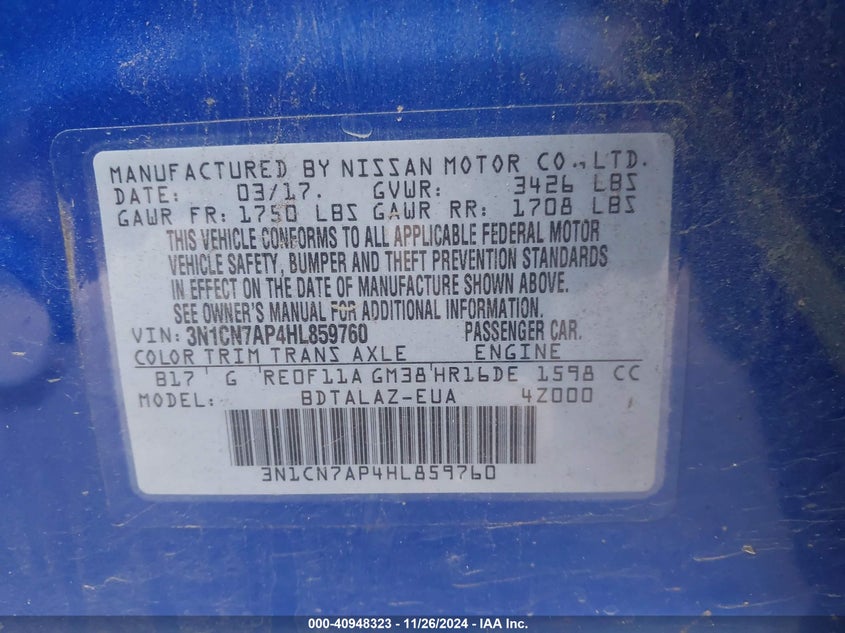 MANUFACTURED BY NISSAN MOTOR CO., LTD.
DATE: 03/17. GVWR: 3426 LBS
GAWR FR: 1750 LBS GAWR RR: 1708 LBS
THIS VEHICLE CONFORMS TO ALL APPLICABLE FEDERAL MOTOR
VEHICLE SAFETY, BUMPER AND THEFT PREVENTION STANDARDS
IN EFFECT ON THE DATE OF MANUFACTURE SHOWN ABOVE.
SEE OWNER'S MANUAL FOR ADDITIONAL INFORMATION.
VIN: 3N1CN7AP4HL859760 PASSENGER CAR.
COLOR TRIM TRANS AXLE ENGINE
B17 G RE0F11A GM38 HR16DE 1598 CC
MODEL: BDTALAZ-EUA 4Z000
3N1CN7AP4HL859760
000-40948323 - 11/26/2024 - IAA Inc.